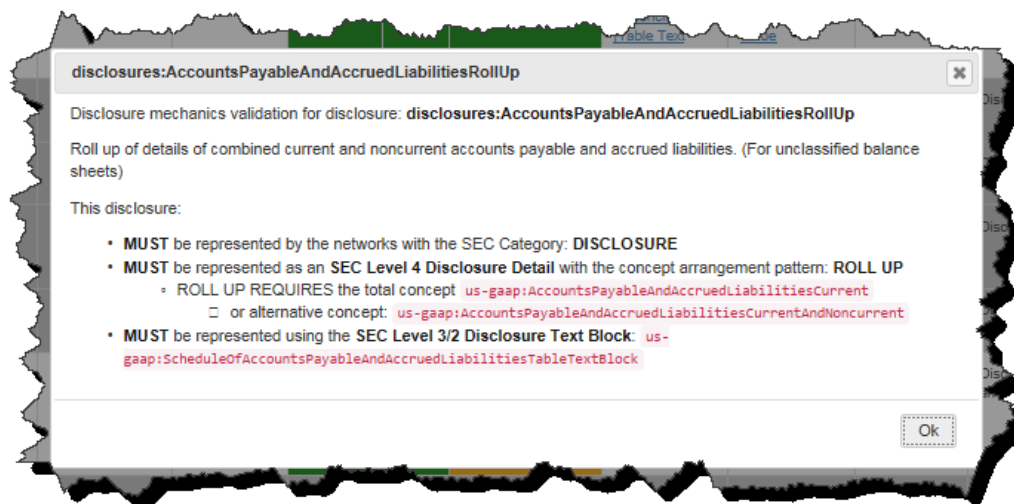 Table Text
disclosures:AccountsPayableAndAccruedLiabilitiesRollUp
Disclosure mechanics validation for disclosure: disclosures:AccountsPayableAndAccruedLiabilitiesRollUp
Roll up of details of combined current and noncurrent accounts payable and accrued liabilities. (For unclassified balance
sheets)
This disclosure:
• MUST be represented by the networks with the SEC Category: DISCLOSURE
• MUST be represented as an SEC Level 4 Disclosure Detail with the concept arrangement pattern: ROLL UP
◦ ROLL UP REQUIRES the total concept us-gaap:AccountsPayableAndAccruedLiabilitiesCurrent
□ or alternative concept: us-gaap:AccountsPayableAndAccruedLiabilitiesCurrentAndNoncurrent
• MUST be represented using the SEC Level 3/2 Disclosure Text Block: us-
gaap:ScheduleOfAccountsPayableAndAccruedLiabilitiesTableTextBlock
Ok